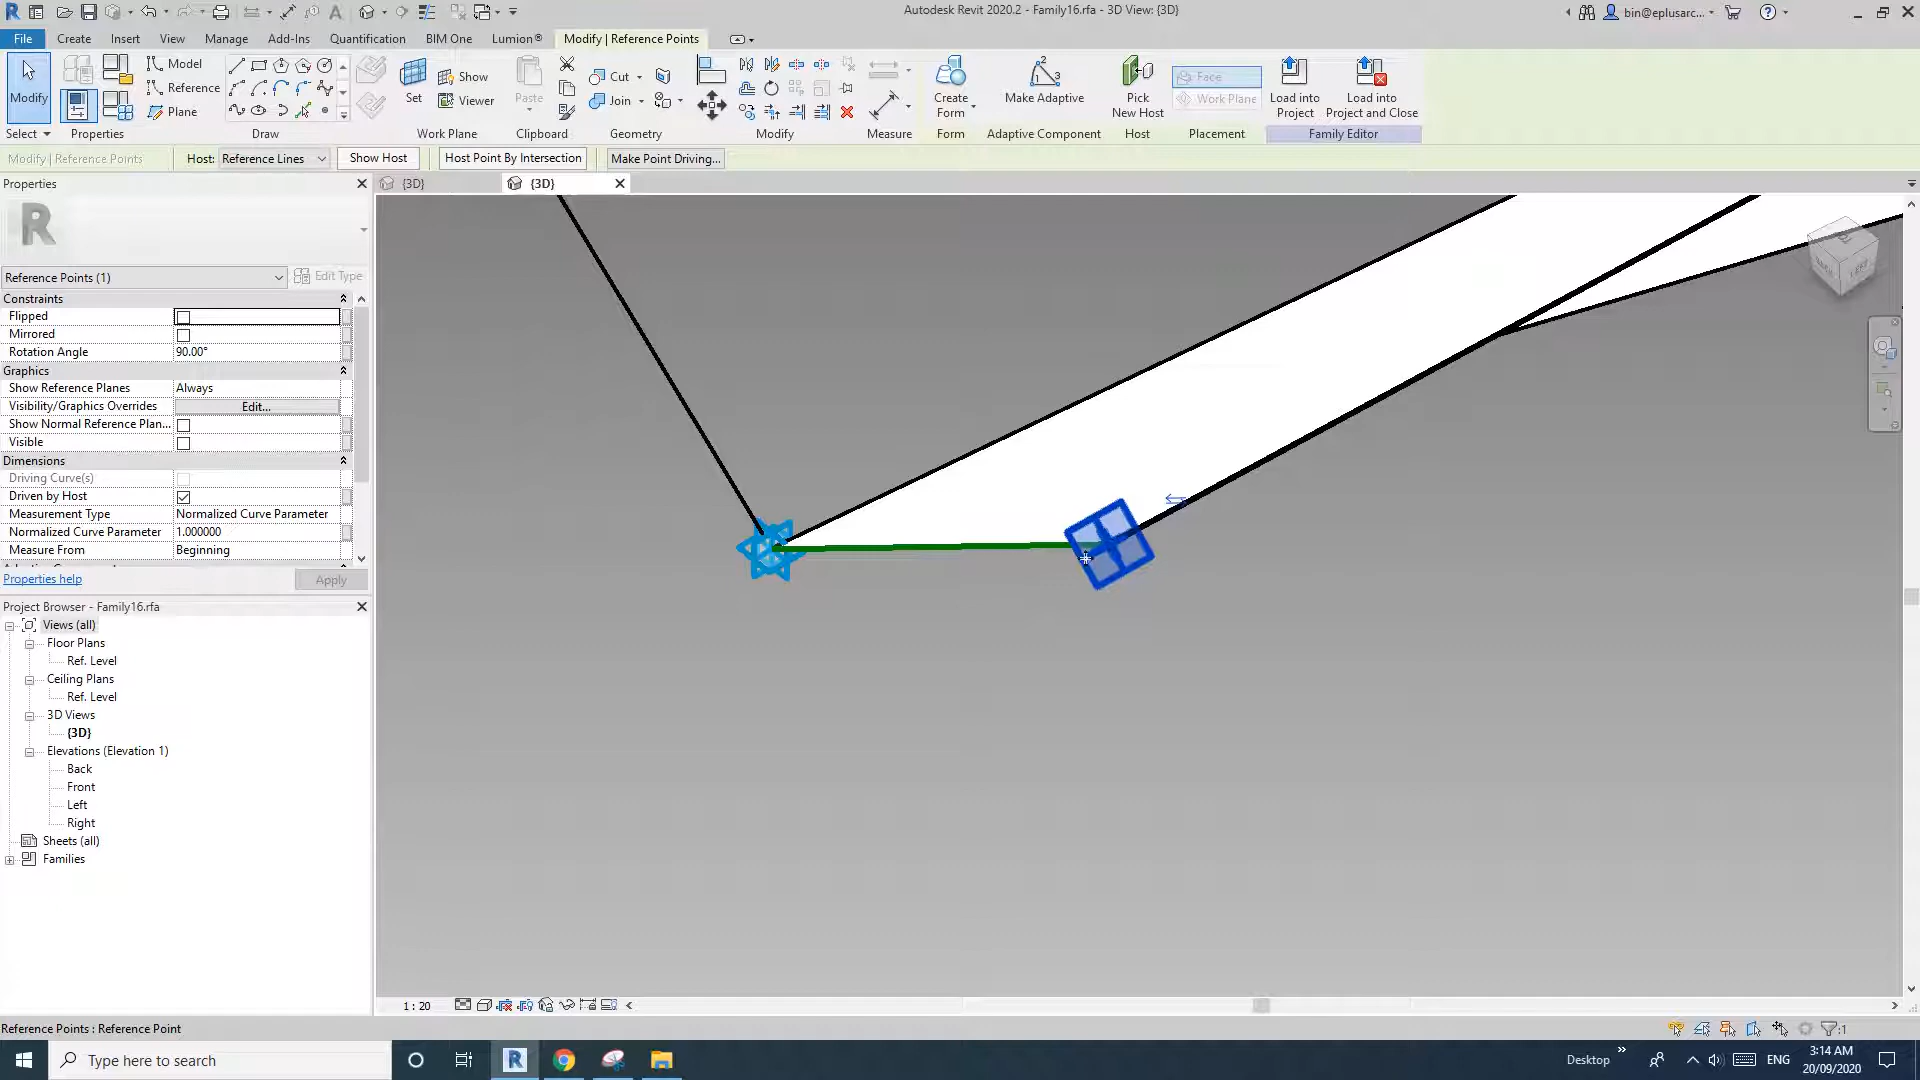 Autodesk Revit 2020.2 - Family16.rfa - 3D View: {3D}
bin@eplusarc...
File Create Insert View Manage Add-Ins Quantification BIM One Lumion® Modify | Reference Points
Modify
Model
Reference
Plane
Set
Show
Viewer
Paste
Cut
Join
Create
Form
Make Adaptive
Pick
New Host
Face
Work Plane
Load into
Project
Load into
Project and Close
Select Properties Draw Work Plane Clipboard Geometry Modify Measure Form Adaptive Component Host Placement Family Editor
Modify | Reference Points Host: Reference Lines Show Host Host Point By Intersection Make Point Driving...
Properties
{3D} {3D}
Reference Points (1) Edit Type
Constraints
Flipped
Mirrored
Rotation Angle 90.00°
Graphics
Show Reference Planes Always
Visibility/Graphics Overrides Edit...
Show Normal Reference Plan...
Visible
Dimensions
Driving Curve(s)
Driven by Host
Measurement Type Normalized Curve Parameter
Normalized Curve Parameter 1.000000
Measure From Beginning
Properties help Apply
Project Browser - Family16.rfa
Views (all)
Floor Plans
Ref. Level
Ceiling Plans
Ref. Level
3D Views
{3D}
Elevations (Elevation 1)
Back
Front
Left
Right
Sheets (all)
Families
1 : 20
Reference Points : Reference Point
:1
Type here to search
Desktop
ENG
3:14 AM
20/09/2020